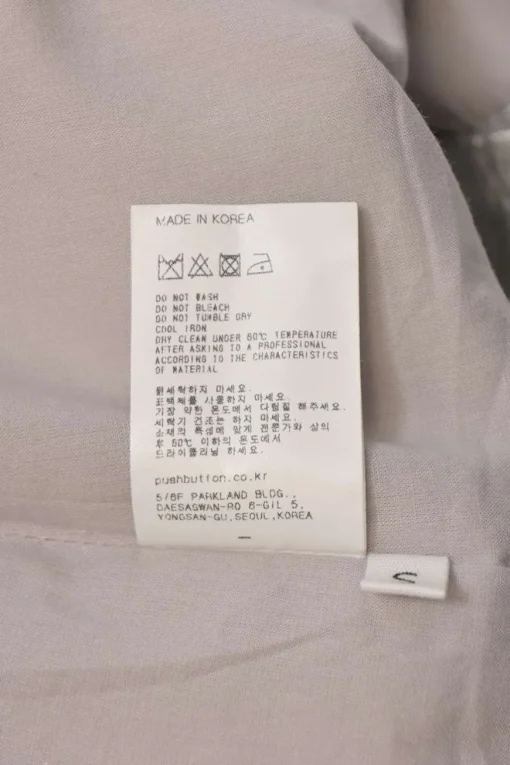 MADE IN KOREA
DO NOT WASH
DO NOT BLEACH
DO NOT TUMBLE DRY
COOL IRON
DRY CLEAN UNDER 60℃ TEMPERATURE
AFTER ASKING TO A PROFESSIONAL
ACCORDING TO THE CHARACTERISTICS
OF MATERIAL
물세탁하지 마세요.
표백제를 사용하지 마세요.
가장 약한 온도에서 다림질 해주세요.
세탁기 건조는 하지 마세요.
소재의 특성에 맞게 전문가와 상의
후 60℃ 이하의 온도에서
드라이클리닝 하세요.
pushbutton.co.kr
5/6F PARKLAND BLDG.,
DAESAGWAN-RO 6-GIL 5,
YONGSAN-GU,SEOUL,KOREA